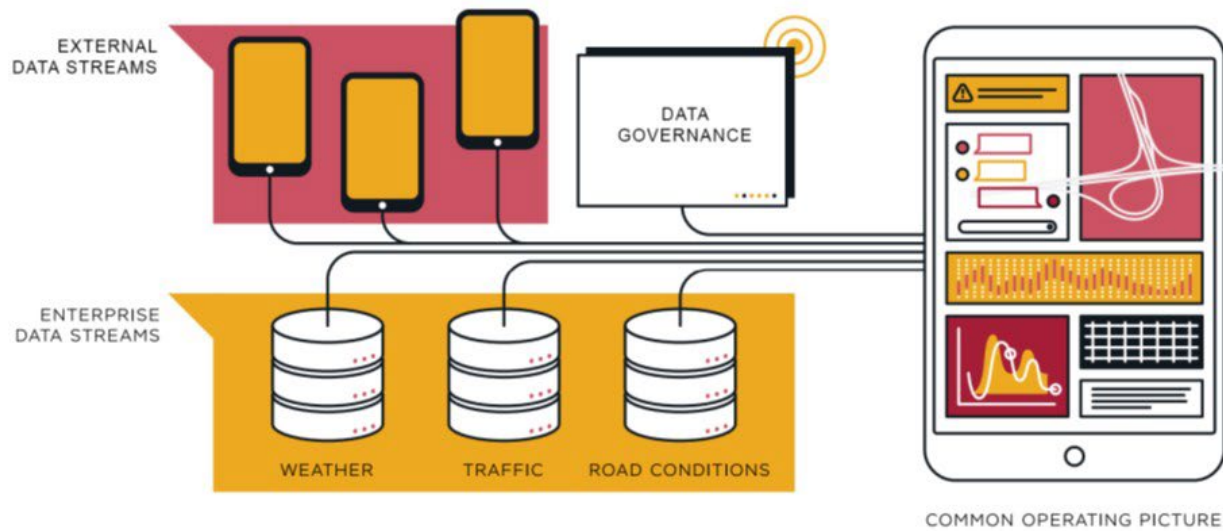 EXTERNAL
DATA STREAMS
DATA
GOVERNANCE
ENTERPRISE
DATA STREAMS
WEATHER
TRAFFIC
ROAD CONDITIONS
COMMON OPERATING PICTURE